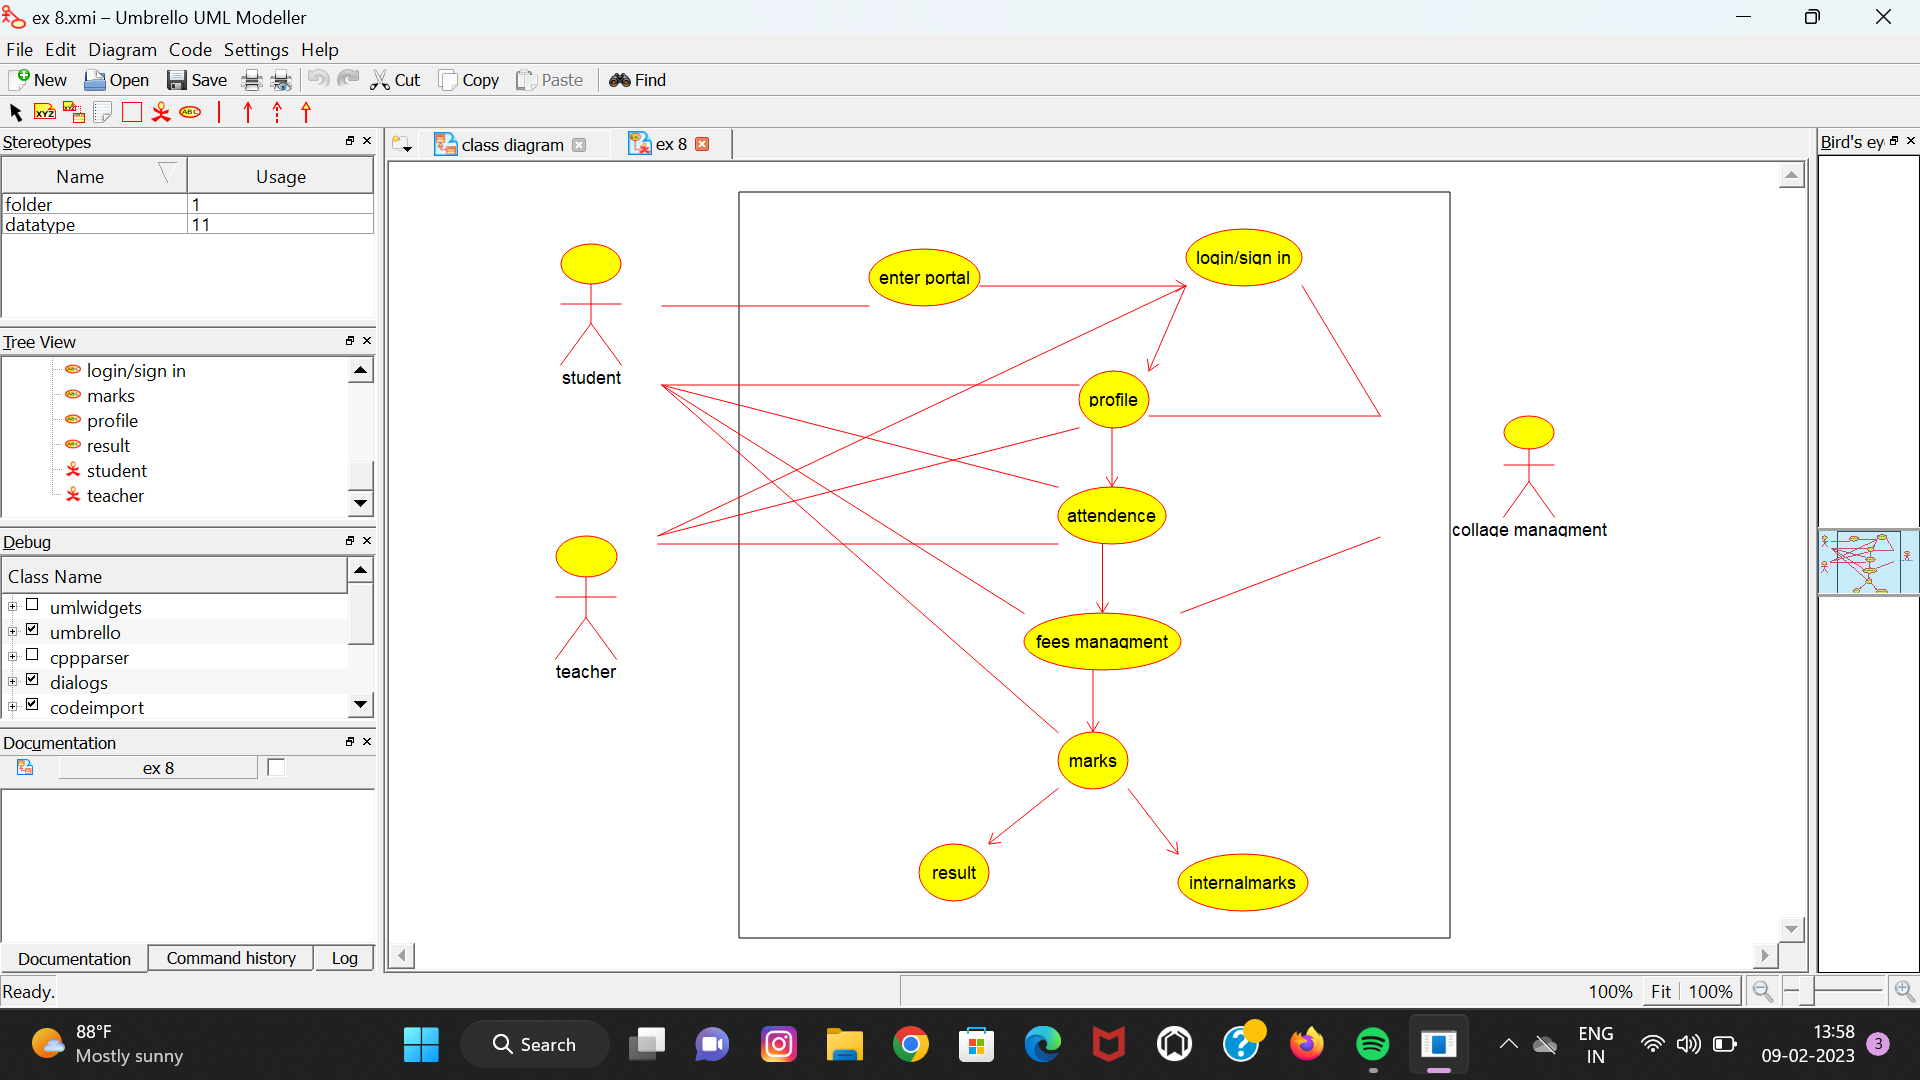 ex 8.xmi – Umbrello UML Modeller
File Edit Diagram Code Settings Help
New Open Save Cut Copy Paste Find
XYZ XYZ ABC
Stereotypes
Name Usage
folder 1
datatype 11
Tree View
login/sign in
marks
profile
result
student
teacher
Debug
Class Name
umlwidgets
umbrello
cppparser
dialogs
codeimport
Documentation
ex 8
Documentation Command history Log
Ready.
class diagram ex 8
Bird's ey
enter portal
login/sign in
student
profile
attendence
collage managment
teacher
fees managment
marks
result
internalmarks
100% Fit 100%
88°F
Mostly sunny
Search
ENG
IN
13:58
09-02-2023
3